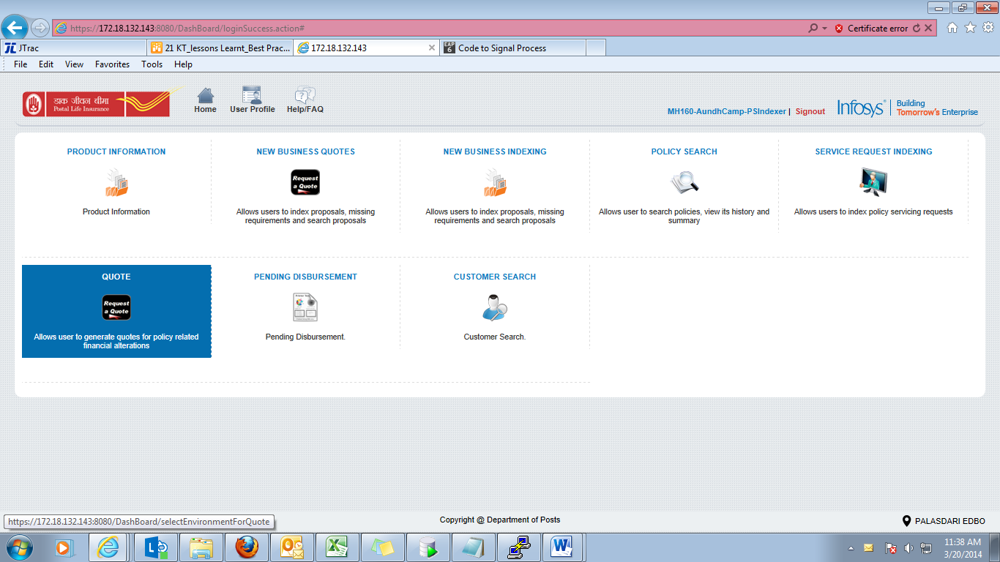 https://172.18.132.143:8080/DashBoard/loginSuccess.action#
Certificate error
JTrac
21 KT_lessons Learnt_Best Prac...
172.18.132.143
EAP 6
Code to Signal Process
File Edit View Favorites Tools Help
डाक जीवन बीमा
Postal Life Insurance
Home
User Profile
Help/FAQ
MH160-AundhCamp-PSIndexer | Signout
Infosys®
Building
Tomorrow's Enterprise
PRODUCT INFORMATION
Product Information
NEW BUSINESS QUOTES
Request
a Quote
Allows users to index proposals, missing
requirements and search proposals
NEW BUSINESS INDEXING
Allows users to index proposals, missing
requirements and search proposals
POLICY SEARCH
Allows user to search policies, view its history and
summary
SERVICE REQUEST INDEXING
Allows users to index policy servicing requests
QUOTE
Request
a Quote
Allows user to generate quotes for policy related
financial alterations
PENDING DISBURSEMENT
Pending Disbursement.
CUSTOMER SEARCH
Customer Search.
https://172.18.132.143:8080/DashBoard/selectEnvironmentForQuote
Copyright @ Department of Posts
PALASDARI EDBO
11:38 AM
3/20/2014